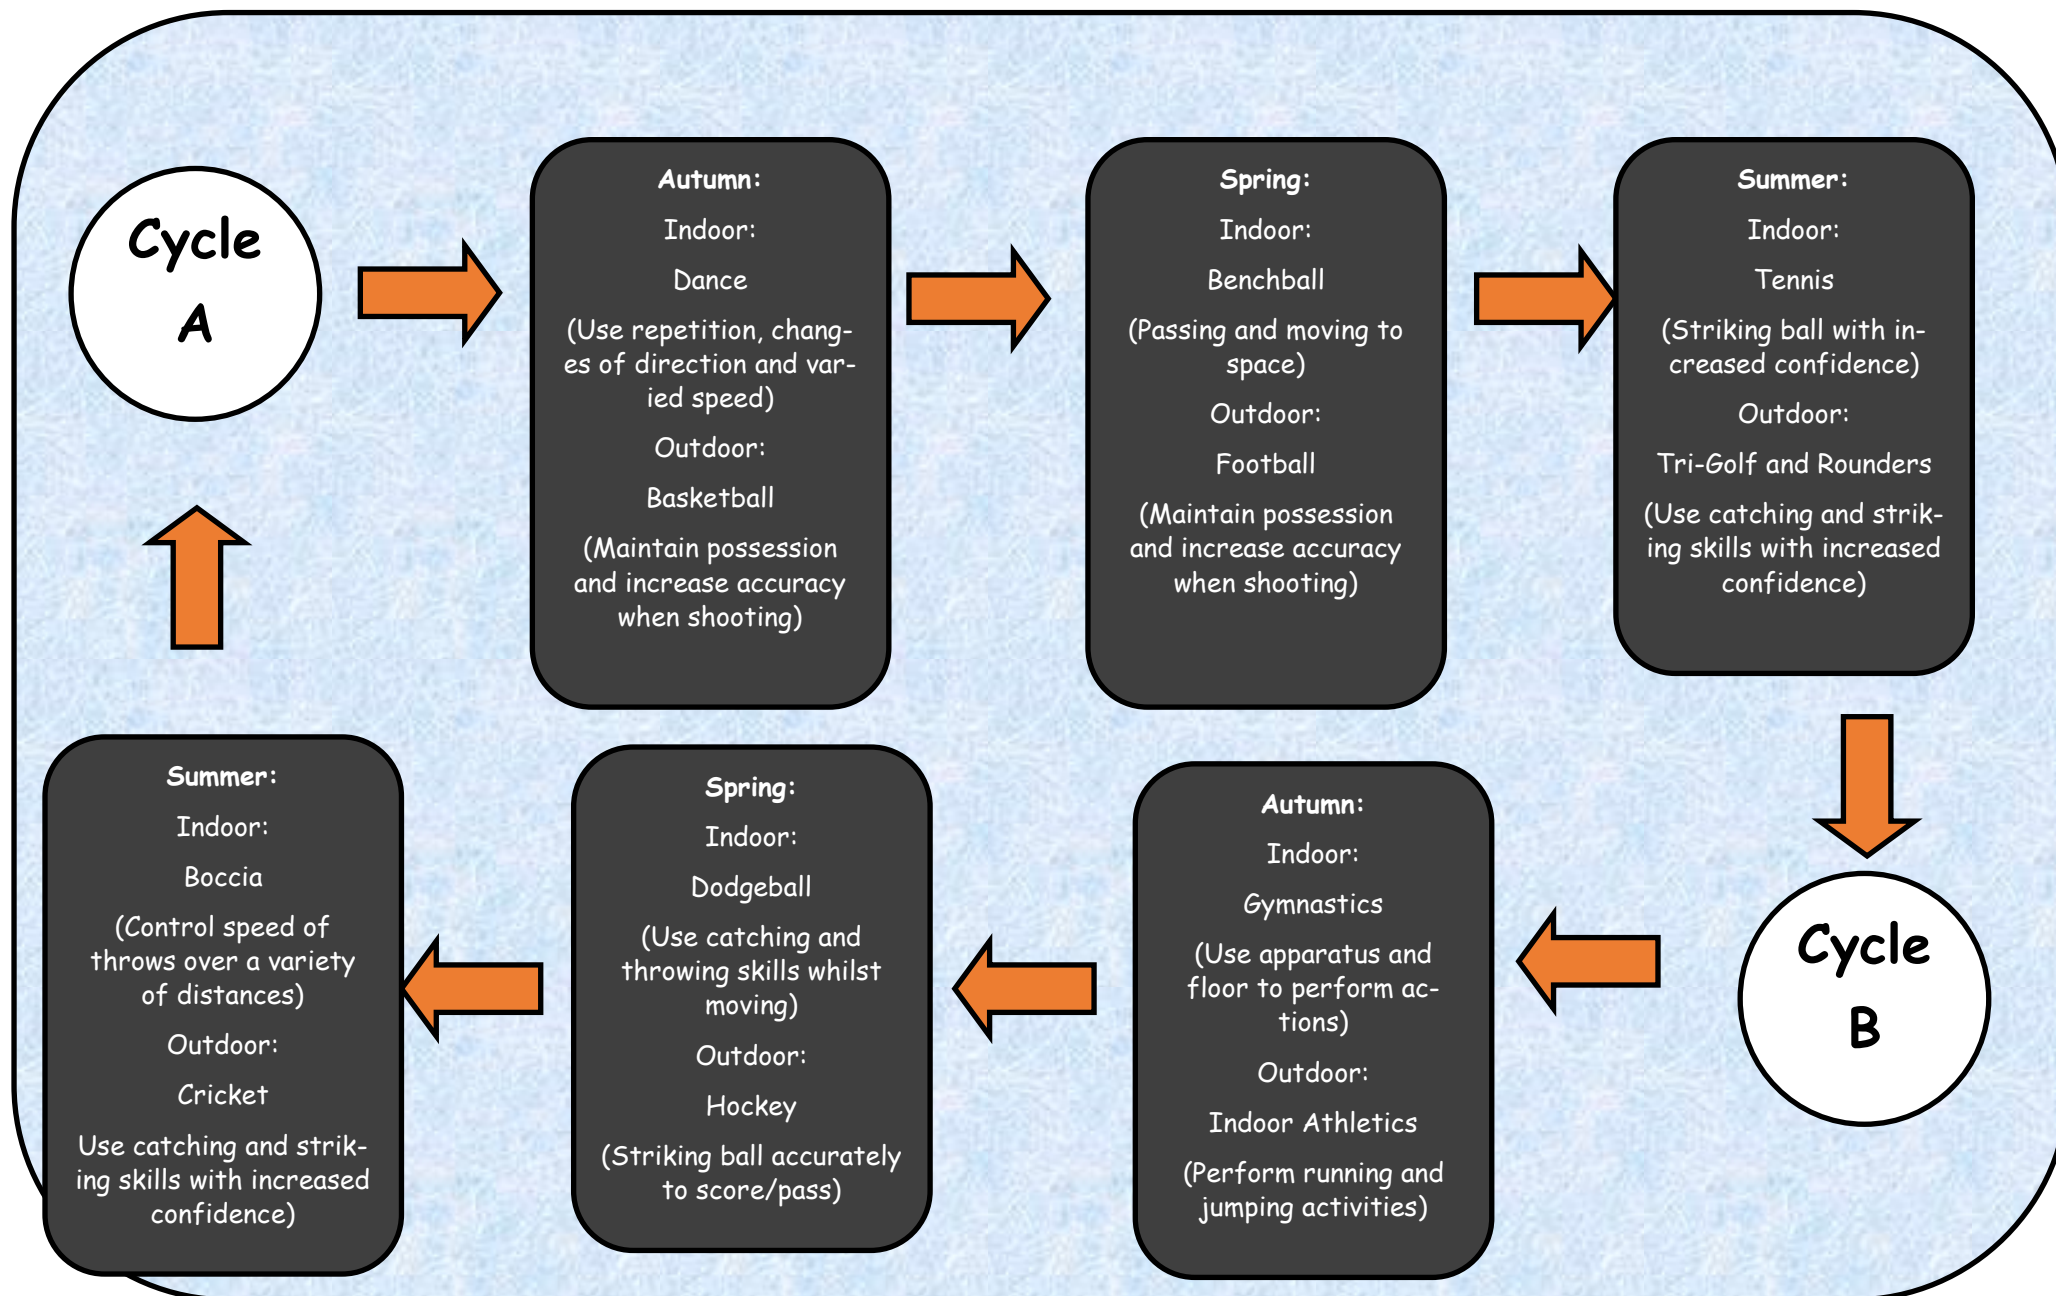 Cycle
A
Autumn:
Indoor:
Dance
(Use repetition, chang-
es of direction and var-
ied speed)
Outdoor:
Basketball
(Maintain possession
and increase accuracy
when shooting)
Spring:
Indoor:
Benchball
(Passing and moving to
space)
Outdoor:
Football
(Maintain possession
and increase accuracy
when shooting)
Summer:
Indoor:
Tennis
(Striking ball with in-
creased confidence)
Outdoor:
Tri-Golf and Rounders
(Use catching and strik-
ing skills with increased
confidence)
Cycle
B
Autumn:
Indoor:
Gymnastics
(Use apparatus and
floor to perform ac-
tions)
Outdoor:
Indoor Athletics
(Perform running and
jumping activities)
Spring:
Indoor:
Dodgeball
(Use catching and
throwing skills whilst
moving)
Outdoor:
Hockey
(Striking ball accurately
to score/pass)
Summer:
Indoor:
Boccia
(Control speed of
throws over a variety
of distances)
Outdoor:
Cricket
Use catching and strik-
ing skills with increased
confidence)